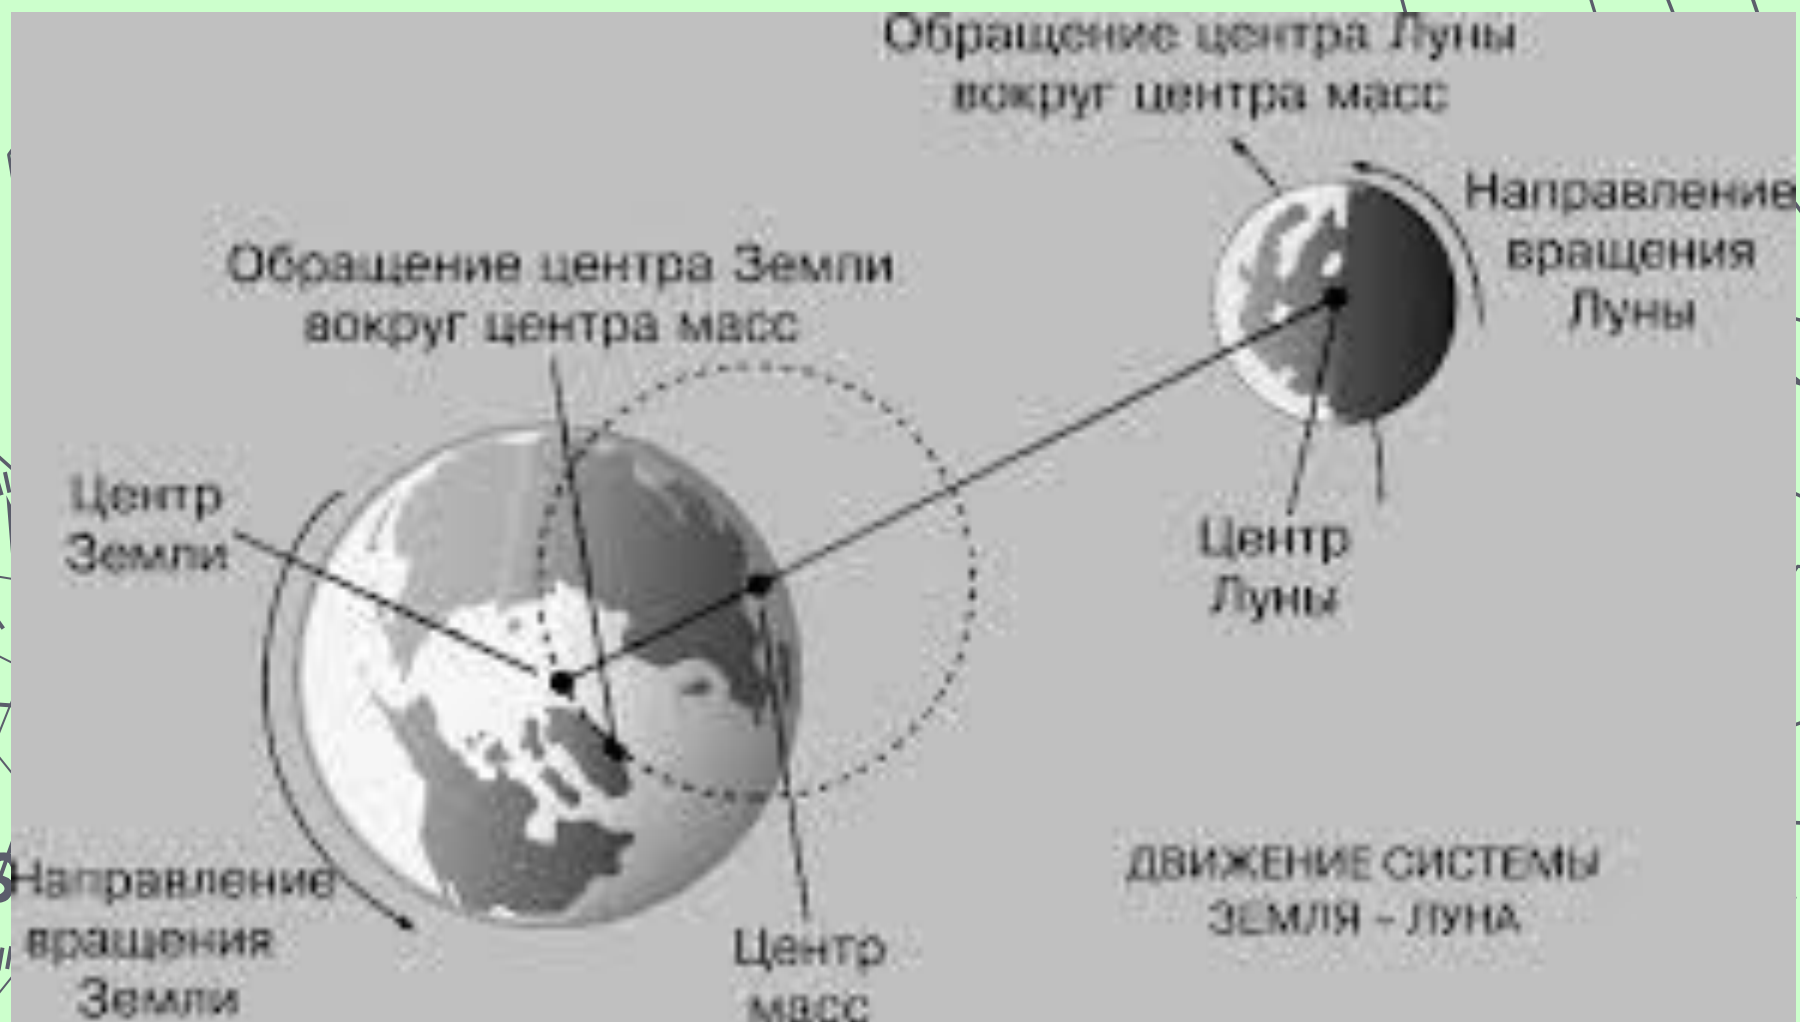 Обращение центра Луны
вокруг центра масс
Направление
вращения
Луны
Обращение центра Земли
вокруг центра масс
Центр
Земли
Центр
Луны
Направление
вращения
Земли
Центр
масс
ДВИЖЕНИЕ СИСТЕМЫ
ЗЕМЛЯ – ЛУНА